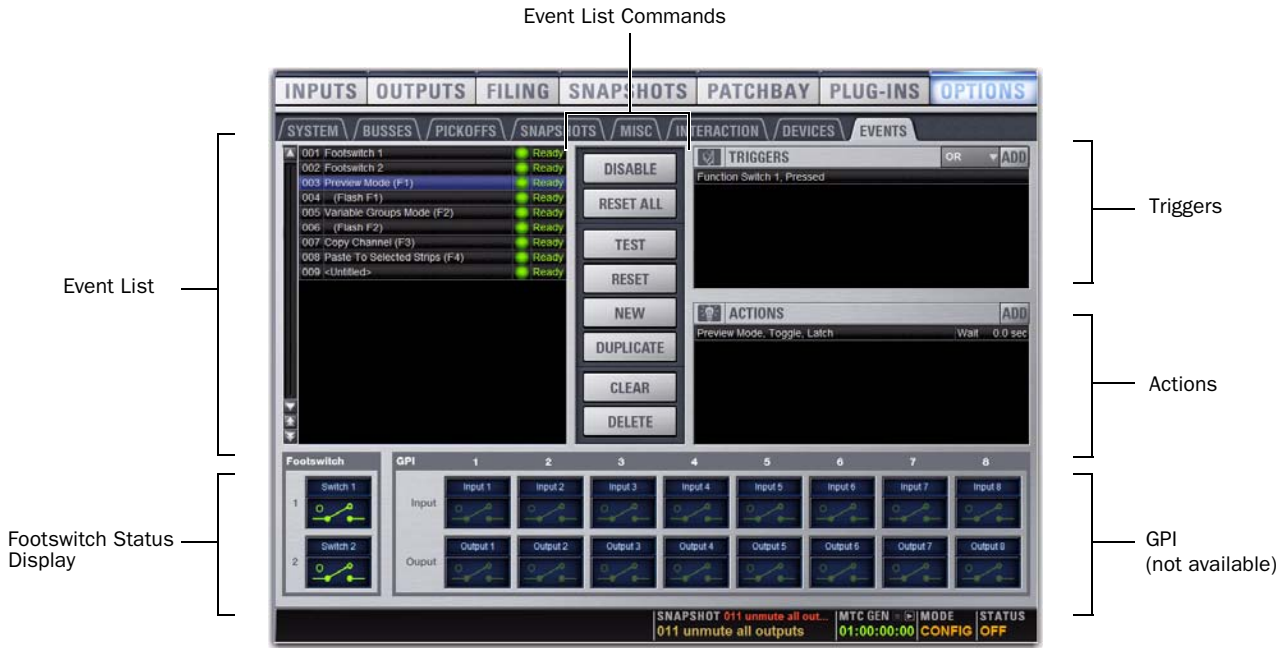 Event List Commands
INPUTS OUTPUTS FILING SNAPSHOTS PATCHBAY PLUG-INS OPTIONS
SYSTEM BUSSES PICKOFFS SNAPSHOTS MISC INTERACTION DEVICES EVENTS
001 Footswitch 1 Ready
002 Footswitch 2 Ready
003 Preview Mode (F1) Ready
004 (Flash F1) Ready
005 Variable Groups Mode (F2) Ready
006 (Flash F2) Ready
007 Copy Channel (F3) Ready
008 Paste To Selected Strips (F4) Ready
009 <Untitled> Ready
DISABLE
RESET ALL
TEST
RESET
NEW
DUPLICATE
CLEAR
DELETE
TRIGGERS OR ADD
Function Switch 1, Pressed
ACTIONS ADD
Preview Mode, Toggle, Latch Wait 0.0 sec
Event List
Triggers
Actions
Footswitch
1 Switch 1
2 Switch 2
GPI 1 2 3 4 5 6 7 8
Input Input 1 Input 2 Input 3 Input 4 Input 5 Input 6 Input 7 Input 8
Ouput Output 1 Output 2 Output 3 Output 4 Output 5 Output 6 Output 7 Output 8
Footswitch Status
Display
GPI
(not available)
SNAPSHOT 011 unmute all out... MTC GEN MODE STATUS
011 unmute all outputs 01:00:00:00 CONFIG OFF